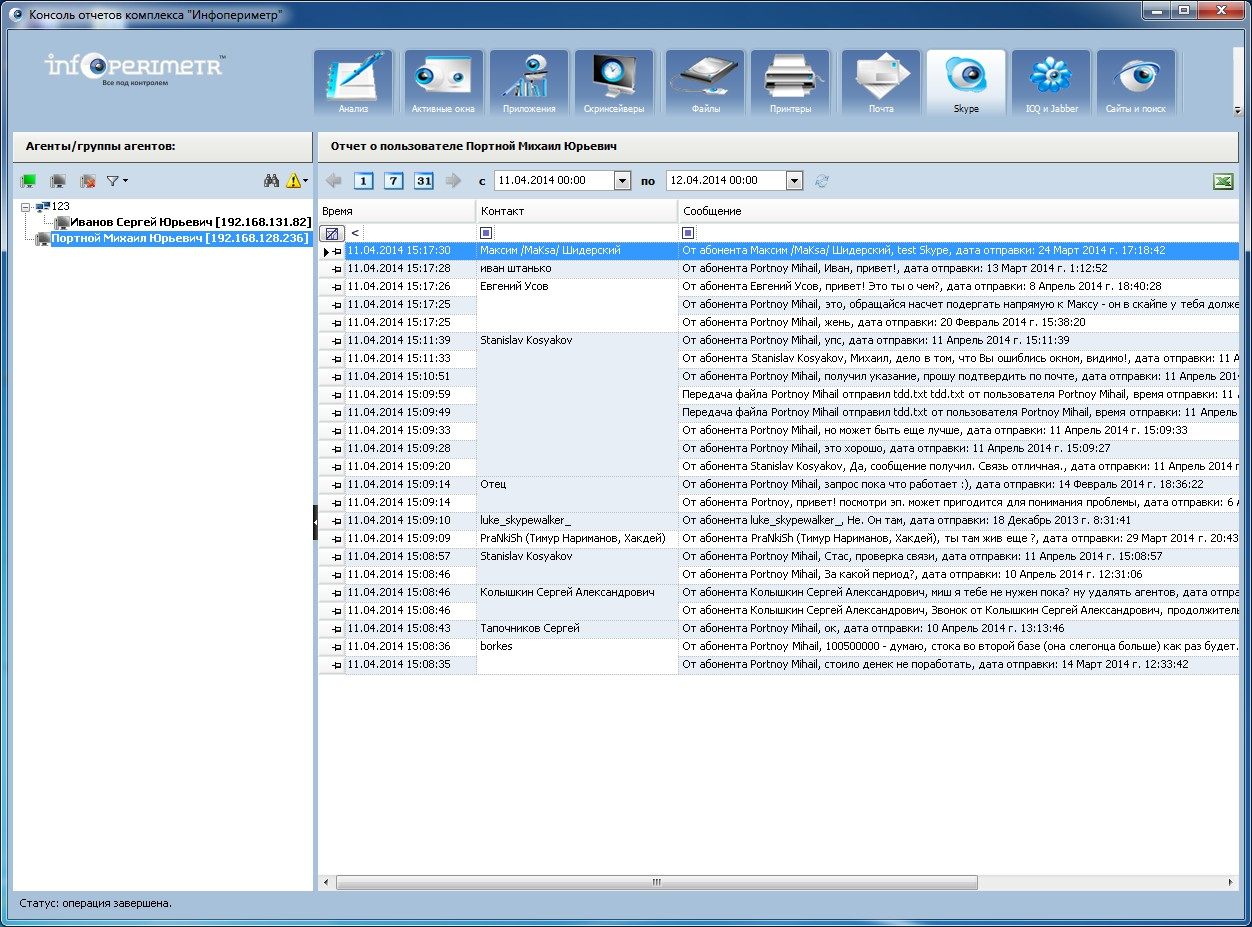 Консоль отчетов комплекса "Инфопериметр"
infOPERIMETR™
Все под контролем
Анализ
Активные окна
Приложения
Скринсейверы
Файлы
Принтеры
Почта
Skype
ICQ и Jabber
Сайты и поиск
Агенты/группы агентов:
Отчет о пользователе Портной Михаил Юрьевич
1 7 31 с 11.04.2014 00:00 по 12.04.2014 00:00
123
Иванов Сергей Юрьевич [192.168.131.82]
Портной Михаил Юрьевич [192.168.128.236]
Время Контакт Сообщение
<
11.04.2014 15:17:30 Максим /MaKsa/ Шидерский От абонента Максим /MaKsa/ Шидерский, test Skype, дата отправки: 24 Март 2014 г. 17:18:42
11.04.2014 15:17:28 иван штанько От абонента Portnoy Mihail, Иван, привет!, дата отправки: 13 Март 2014 г. 1:12:52
11.04.2014 15:17:26 Евгений Усов От абонента Евгений Усов, привет! Это ты о чем?, дата отправки: 8 Апрель 2014 г. 18:40:28
11.04.2014 15:17:25 От абонента Portnoy Mihail, это, обращайся насчет подергать напрямую к Максу - он в скайпе у тебя долже
11.04.2014 15:17:25 От абонента Portnoy Mihail, жень, дата отправки: 20 Февраль 2014 г. 15:38:20
11.04.2014 15:11:39 Stanislav Kosyakov От абонента Portnoy Mihail, упс, дата отправки: 11 Апрель 2014 г. 15:11:39
11.04.2014 15:11:33 От абонента Stanislav Kosyakov, Михаил, дело в том, что Вы ошиблись окном, видимо!, дата отправки: 11 А
11.04.2014 15:10:51 От абонента Portnoy Mihail, получил указание, прошу подтвердить по почте, дата отправки: 11 Апрель 201
11.04.2014 15:09:59 Передача файла Portnoy Mihail отправил tdd.txt tdd.txt от пользователя Portnoy Mihail, время отправки: 11
11.04.2014 15:09:49 Передача файла Portnoy Mihail отправил tdd.txt от пользователя Portnoy Mihail, время отправки: 11 Апрель
11.04.2014 15:09:33 От абонента Portnoy Mihail, но может быть еще лучше, дата отправки: 11 Апрель 2014 г. 15:09:33
11.04.2014 15:09:28 От абонента Portnoy Mihail, это хорошо, дата отправки: 11 Апрель 2014 г. 15:09:27
11.04.2014 15:09:20 От абонента Stanislav Kosyakov, Да, сообщение получил. Связь отличная., дата отправки: 11 Апрель 2014 г
11.04.2014 15:09:14 Отец От абонента Portnoy Mihail, запрос пока что работает :), дата отправки: 14 Февраль 2014 г. 18:36:22
11.04.2014 15:09:14 От абонента Portnoy, привет! посмотри эл. может пригодится для понимания проблемы, дата отправки: 6 А
11.04.2014 15:09:10 luke_skypewalker_ От абонента luke_skypewalker_, Не. Он там, дата отправки: 18 Декабрь 2013 г. 8:31:41
11.04.2014 15:09:09 PraNkiSh (Тимур Нариманов, Хакдей) От абонента PraNkiSh (Тимур Нариманов, Хакдей), ты там жив еще ?, дата отправки: 29 Март 2014 г. 20:43
11.04.2014 15:08:57 Stanislav Kosyakov От абонента Portnoy Mihail, Стас, проверка связи, дата отправки: 11 Апрель 2014 г. 15:08:57
11.04.2014 15:08:46 От абонента Portnoy Mihail, За какой период?, дата отправки: 10 Апрель 2014 г. 12:31:06
11.04.2014 15:08:46 Колышкин Сергей Александрович От абонента Колышкин Сергей Александрович, миш я тебе не нужен пока? ну удалять агентов, дата отпра
11.04.2014 15:08:46 От абонента Колышкин Сергей Александрович, Звонок от Колышкин Сергей Александрович, продолжитель
11.04.2014 15:08:43 Тапочников Сергей От абонента Portnoy Mihail, ок, дата отправки: 10 Апрель 2014 г. 13:13:46
11.04.2014 15:08:36 borkes От абонента Portnoy Mihail, 100500000 - думаю, стока во второй базе (она слегонца больше) как раз будет.
11.04.2014 15:08:35 От абонента Portnoy Mihail, стоило денек не поработать, дата отправки: 14 Март 2014 г. 12:33:42
Статус: операция завершена.